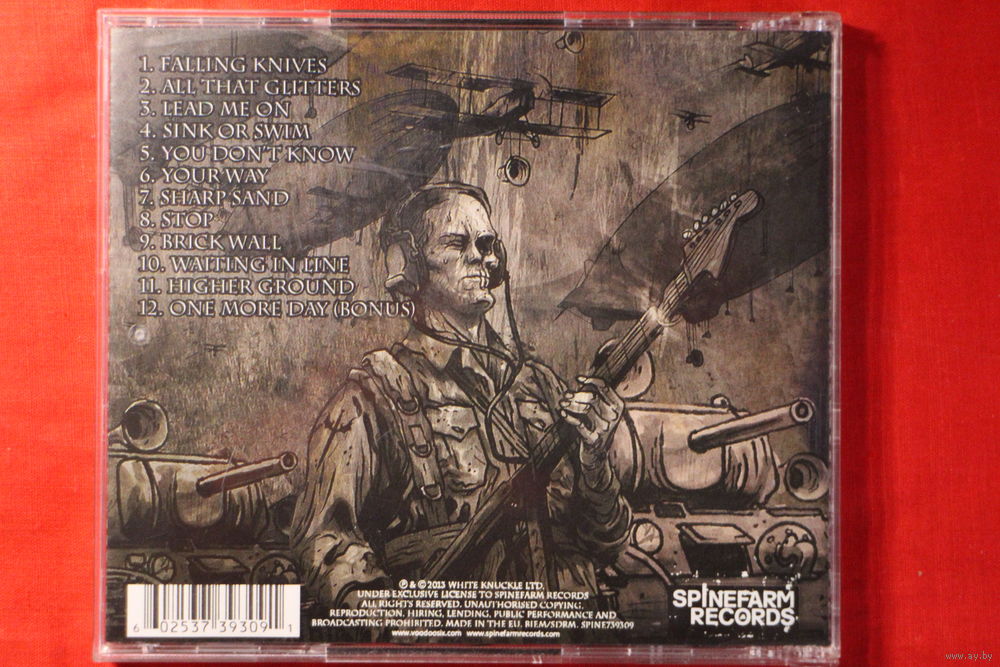 1. FALLING KNIVES
2. ALL THAT GLITTERS
3. LEAD ME ON
4. SINK OR SWIM
5. YOU DON'T KNOW
6. YOUR WAY
7. SHARP SAND
8. STOP
9. BRICK WALL
10. WAITING IN LINE
11. HIGHER GROUND
12. ONE MORE DAY (BONUS)
℗ & © 2013 WHITE KNUCKLE LTD.
UNDER EXCLUSIVE LICENSE TO SPINEFARM RECORDS
ALL RIGHTS RESERVED. UNAUTHORISED COPYING,
REPRODUCTION, HIRING, LENDING, PUBLIC PERFORMANCE AND
BROADCASTING PROHIBITED. MADE IN THE EU. BIEM/SDRM. SPINE739309
www.voodoosix.com www.spinefarmrecords.com
6 02537 39309 1
SPINEFARM
RECORDS
www.ay.by